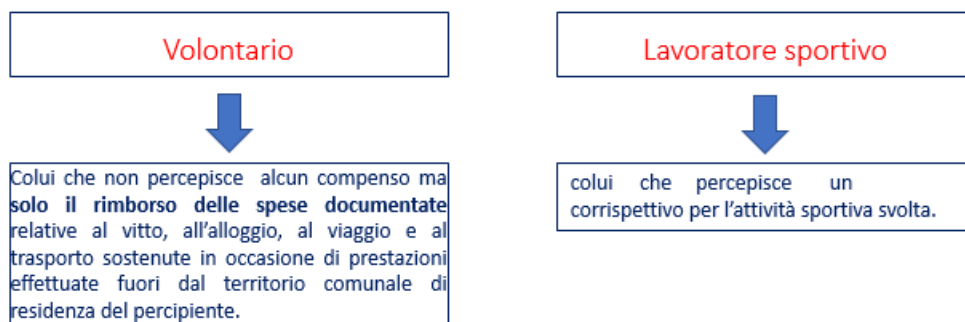 Volontario
Lavoratore sportivo
Colui che non percepisce alcun compenso ma
solo il rimborso delle spese documentate
relative al vitto, all'alloggio, al viaggio e al
trasporto sostenute in occasione di prestazioni
effettuate fuori dal territorio comunale di
residenza del percipiente.
colui che percepisce un
corrispettivo per l'attività sportiva svolta.